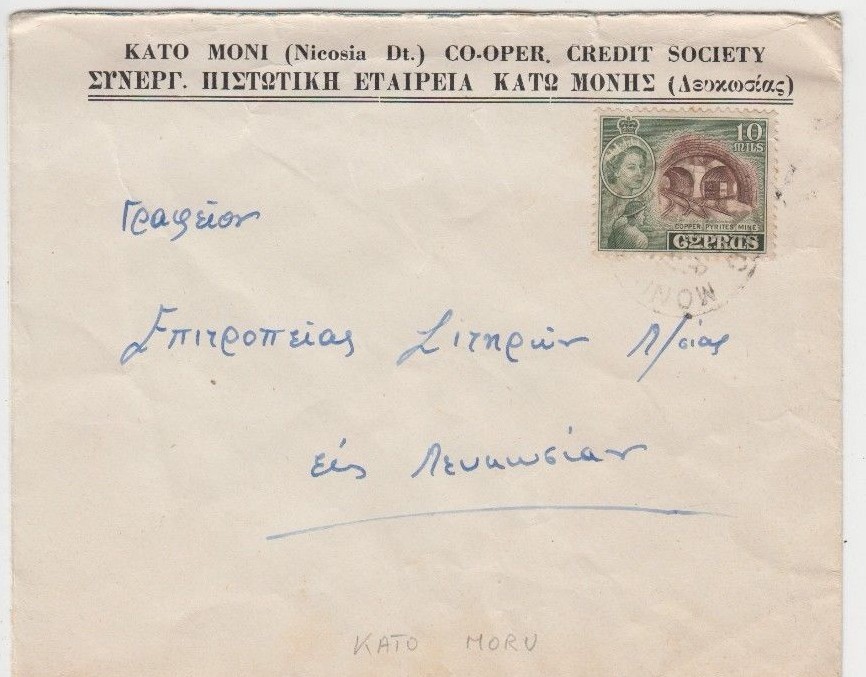 KATO MONI (Nicosia Dt.) CO-OPER. CREDIT SOCIETY
ΣΥΝΕΡΓ. ΠΙΣΤΩΤΙΚΗ ΕΤΑΙΡΕΙΑ ΚΑΤΩ ΜΟΝΗΣ (Λευκωσίας)
10
MILS
COPPER PYRITES MINE
CYPRUS
Γραφείον
Επιτροπείας Σιτηρών Λ/σίας
εις Λευκωσίαν
KATO MORU